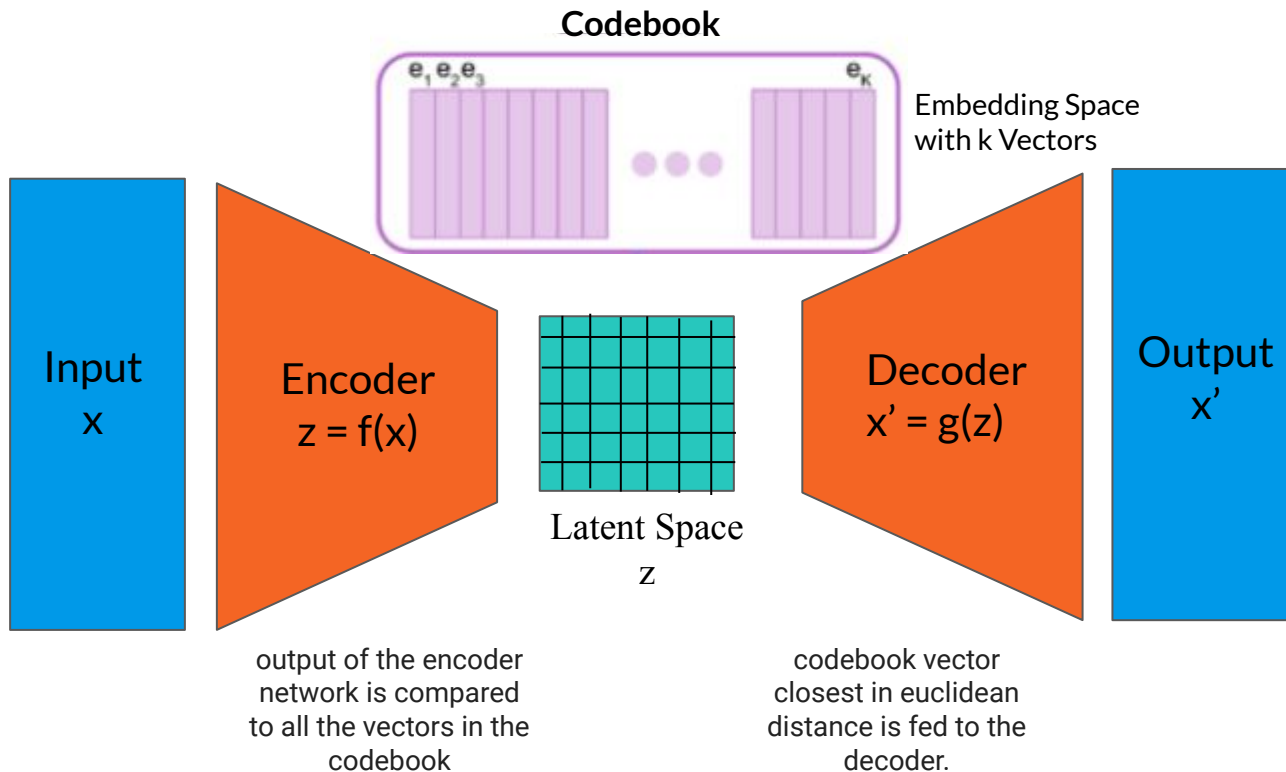 Codebook
e₁ e₂ e₃
eₖ
Embedding Space
with k Vectors
Input
x
Encoder
z = f(x)
Latent Space
z
Decoder
x’ = g(z)
Output
x’
output of the encoder
network is compared
to all the vectors in the
codebook
codebook vector
closest in euclidean
distance is fed to the
decoder.